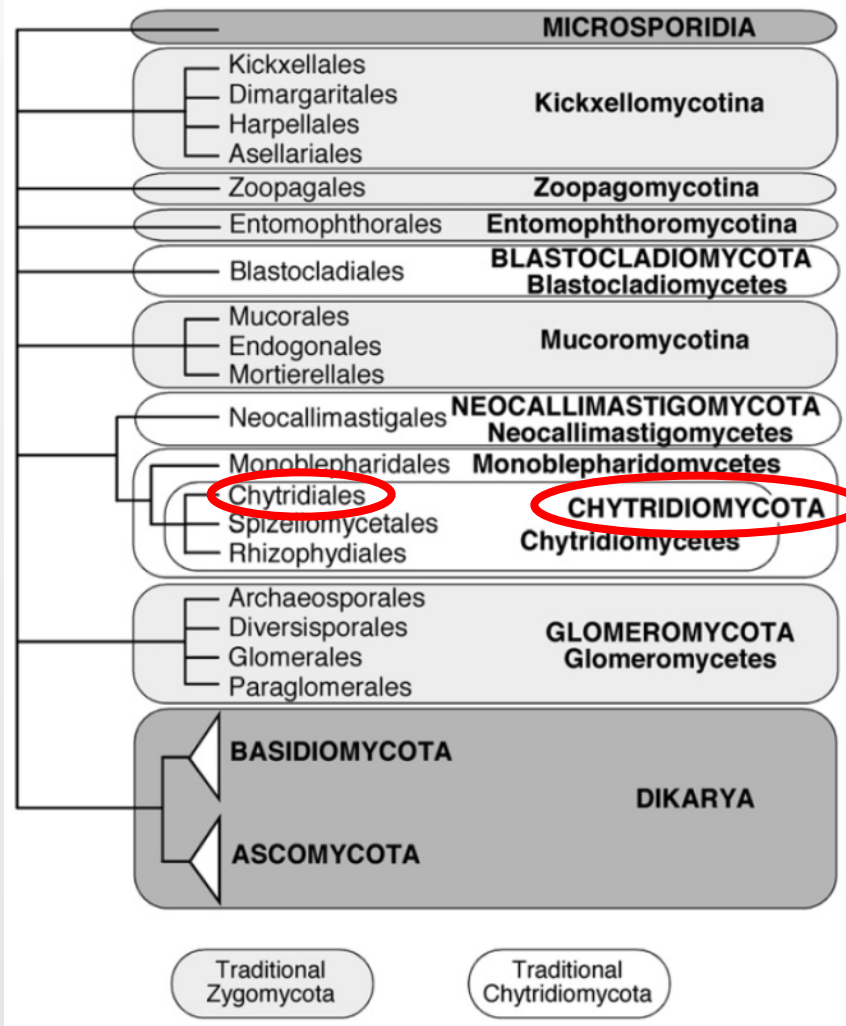 MICROSPORIDIA
Kickxellales
Dimargaritales
Harpellales
Asellariales
Kickxellomycotina
Zoopagales
Zoopagomycotina
Entomophthorales
Entomophthoromycotina
Blastocladiales
BLASTOCLADIOMYCOTA
Blastocladiomycetes
Mucorales
Endogonales
Mortierellales
Mucoromycotina
Neocallimastigales
NEOCALLIMASTIGOMYCOTA
Neocallimastigomycetes
Monoblepharidales
Monoblepharidomycetes
Chytridiales
Spizellomycetales
Rhizophydiales
CHYTRIDIOMYCOTA
Chytridiomycetes
Archaeosporales
Diversisporales
Glomerales
Paraglomerales
GLOMEROMYCOTA
Glomeromycetes
BASIDIOMYCOTA
ASCOMYCOTA
DIKARYA
Traditional
Zygomycota
Traditional
Chytridiomycota